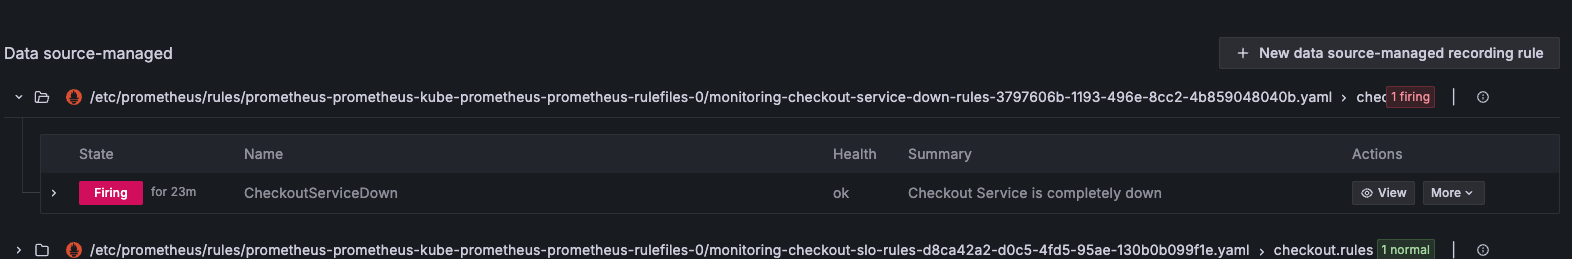 Data source-managed
+ New data source-managed recording rule
/etc/prometheus/rules/prometheus-prometheus-kube-prometheus-prometheus-rulefiles-0/monitoring-checkout-service-down-rules-3797606b-1193-496e-8cc2-4b859048040b.yaml > chec 1 firing
State Name Health Summary Actions
Firing for 23m CheckoutServiceDown ok Checkout Service is completely down View More
/etc/prometheus/rules/prometheus-prometheus-kube-prometheus-prometheus-rulefiles-0/monitoring-checkout-slo-rules-d8ca42a2-d0c5-4fd5-95ae-130b0b099f1e.yaml > checkout.rules 1 normal